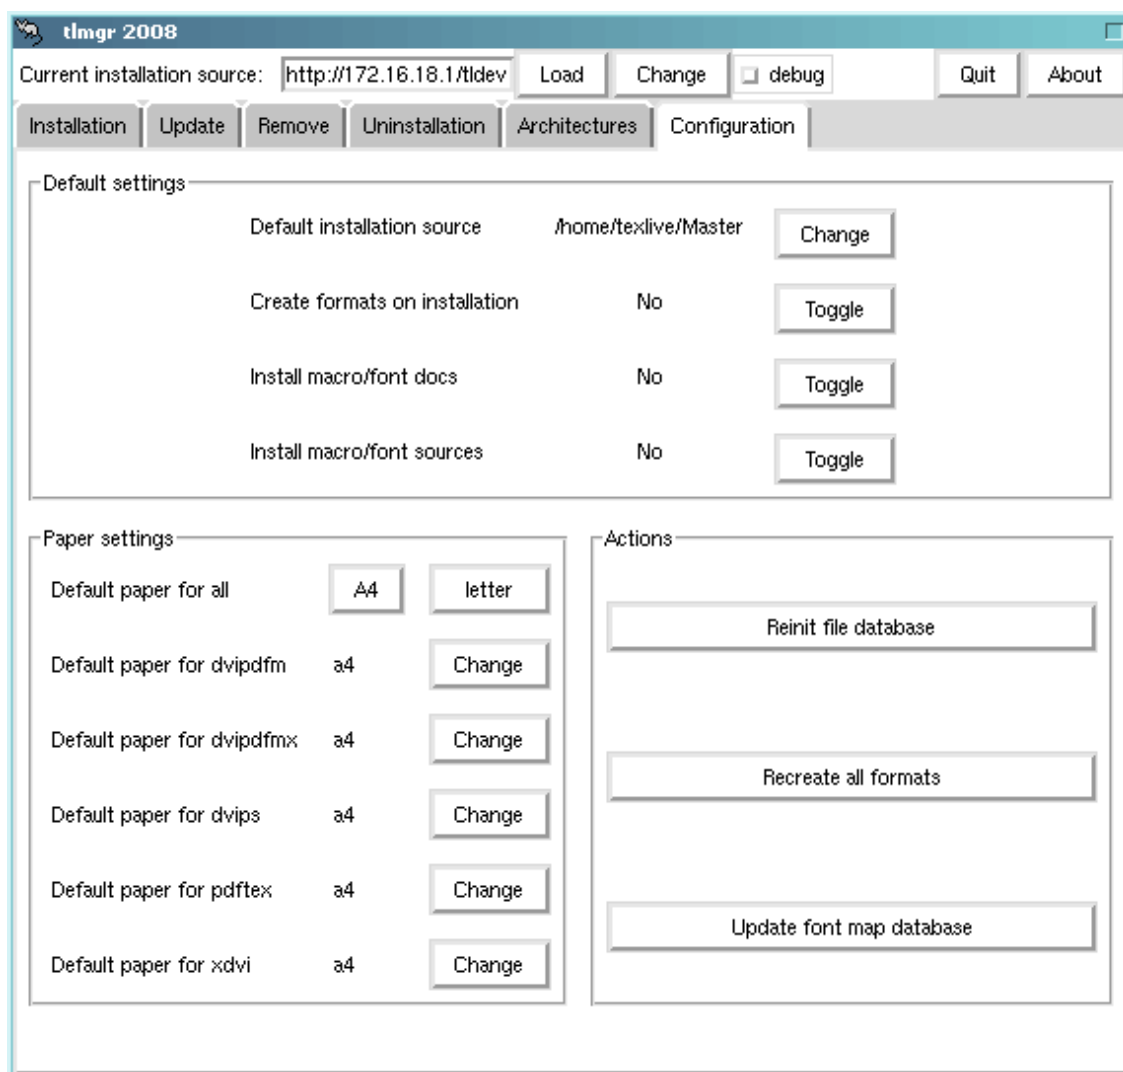 tlmgr 2008
Current installation source: http://172.16.18.1/tldev Load Change debug Quit About
Installation Update Remove Uninstallation Architectures Configuration
Default settings
Default installation source /home/texlive/Master Change
Create formats on installation No Toggle
Install macro/font docs No Toggle
Install macro/font sources No Toggle
Paper settings
Default paper for all A4 letter
Default paper for dvipdfm a4 Change
Default paper for dvipdfmx a4 Change
Default paper for dvips a4 Change
Default paper for pdftex a4 Change
Default paper for xdvi a4 Change
Actions
Reinit file database
Recreate all formats
Update font map database